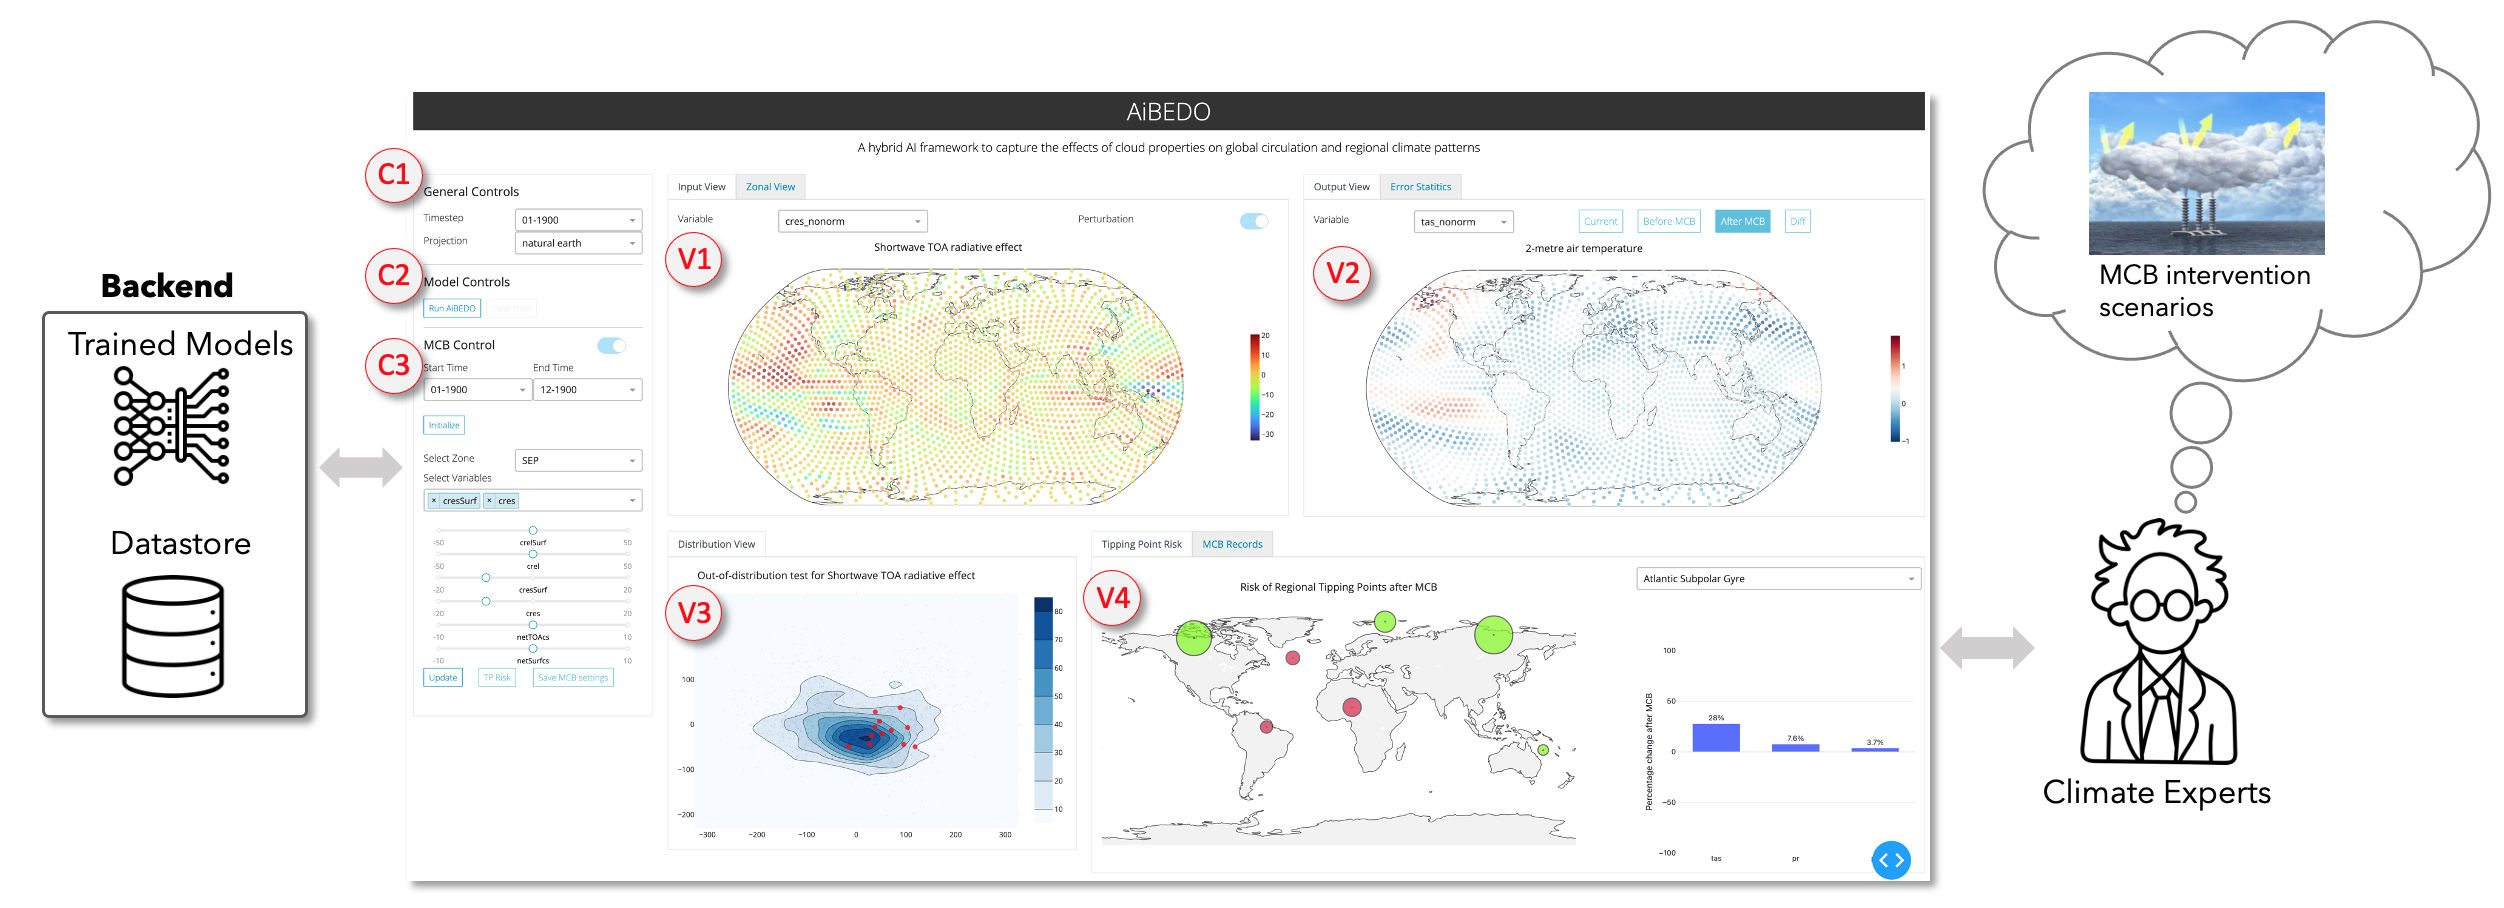 Backend
Trained Models
Datastore
AiBEDO
A hybrid AI framework to capture the effects of cloud properties on global circulation and regional climate patterns
C1
General Controls
Timestep
01-1900
Projection
natural earth
C2
Model Controls
Run AiBEDO
Clear Data
C3
MCB Control
Start Time
End Time
01-1900
12-1900
Initialize
Select Zone
SEP
Select Variables
× cresSurf × cres
-50 crelSurf 50
-50 crel 50
-20 cresSurf 20
-20 cres 20
-10 netTOAcs 10
-10 netSurfcs 10
Update
TP Risk
Save MCB settings
Input View
Zonal View
Variable
cres_nonorm
Perturbation
V1
Shortwave TOA radiative effect
20
10
0
−10
−20
−30
Output View
Error Statitics
Variable
tas_nonorm
Current
Before MCB
After MCB
Diff
V2
2-metre air temperature
1
0
−1
Distribution View
V3
Out-of-distribution test for Shortwave TOA radiative effect
100
0
−100
−200
−300
−200
−100
0
100
200
300
80
70
60
50
40
30
20
10
Tipping Point Risk
MCB Records
V4
Risk of Regional Tipping Points after MCB
Atlantic Subpolar Gyre
Percentage change after MCB
100
50
0
−50
−100
28%
7.6%
3.7%
tas
pr
MCB intervention
scenarios
Climate Experts